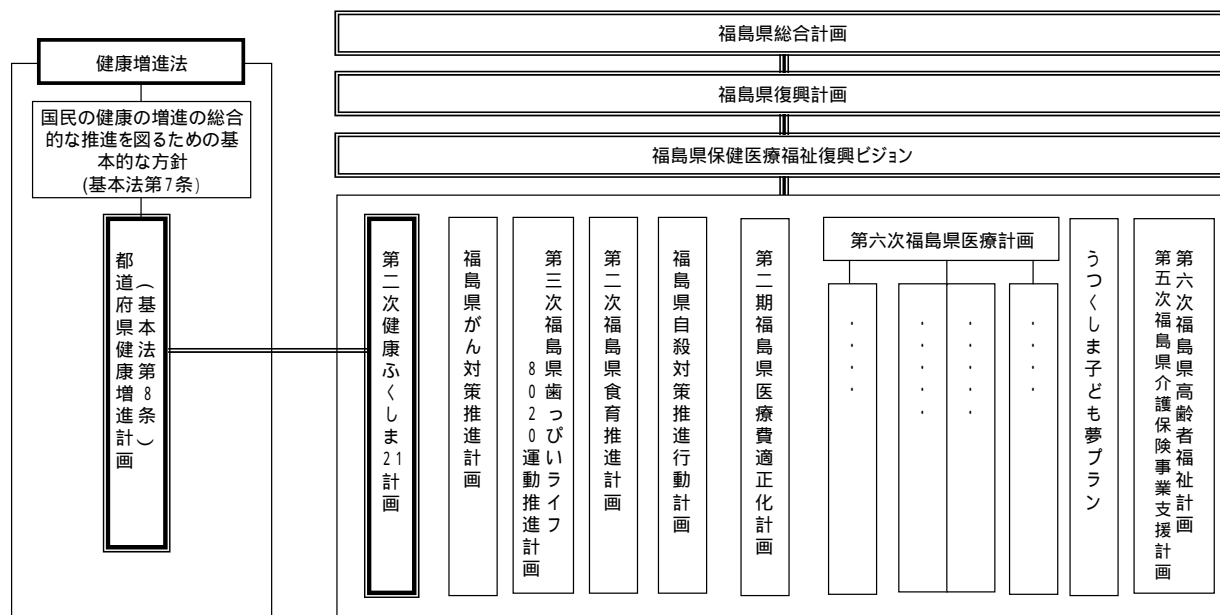 福島県総合計画
健康増進法
福島県復興計画
国民の健康の増進の総合
的な推進を図るための基
本的な方針
(基本法第7条)
福島県保健医療福祉復興ビジョン
都道府県健康増進計画
(基本法第8条)
第二次健康ふくしま21計画
福島県がん対策推進計画
第三次福島県歯っぴいライフ
8020運動推進計画
第二次福島県食育推進計画
福島県自殺対策推進行動計画
第二期福島県医療費適正化計画
第六次福島県医療計画
・・・・
・・・・
・・・・
・・・・
うつくしま子ども夢プラン
第六次福島県高齢者福祉計画
第五次福島県介護保険事業支援計画